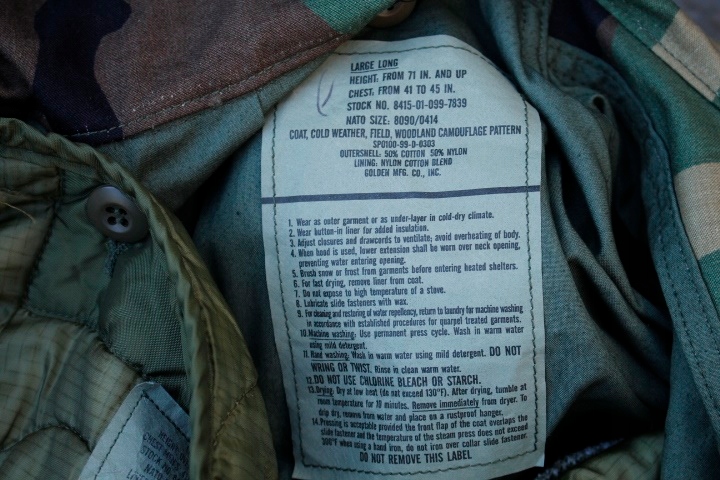 LARGE LONG
HEIGHT, FROM 71 IN. AND UP
CHEST, FROM 41 TO 45 IN.
STOCK NO. 8415-01-099-7839
NATO SIZE: 8090/0414
COAT, COLD WEATHER, FIELD, WOODLAND CAMOUFLAGE PATTERN
SPO100-99-D-0303
OUTERSHELL: 50% COTTON 50% NYLON
LINING: NYLON COTTON BLEND
GOLDEN MFG. CO., INC.
1. Wear as outer garment or as under-layer in cold-dry climate.
2. Wear button-in liner for added insulation.
3. Adjust closures and drawcords to ventilate; avoid overheating of body.
4. When hood is used, lower extension shall be worn over neck opening,
preventing water entering opening.
5. Brush snow or frost from garments before entering heated shelters.
6. For fast drying, remove liner from coat.
7. Do not expose to high temperature of a stove.
8. Lubricate slide fasteners with wax.
9. For cleaning and restoring of water repellency, return to laundry for machine washing
in accordance with established procedures for quarpel treated garments.
10. Machine washing: Use permanent press cycle. Wash in warm water
using mild detergent.
11. Hand washing: Wash in warm water using mild detergent. DO NOT
WRING OR TWIST. Rinse in clean warm water.
12. DO NOT USE CHLORINE BLEACH OR STARCH.
13. Drying: Dry at low heat (do not exceed 130°F). After drying, tumble at
room temperature for 10 minutes. Remove immediately from dryer. To
drip dry, remove from water and place on a rustproof hanger.
14. Pressing is acceptable provided the front flap of the coat overlaps the
slide fastener and the temperature of the steam press does not exceed
300°F when using a hand iron, do not iron over collar slide fastener.
DO NOT REMOVE THIS LABEL
HEIGHT
CHEST
STOCK
NATO